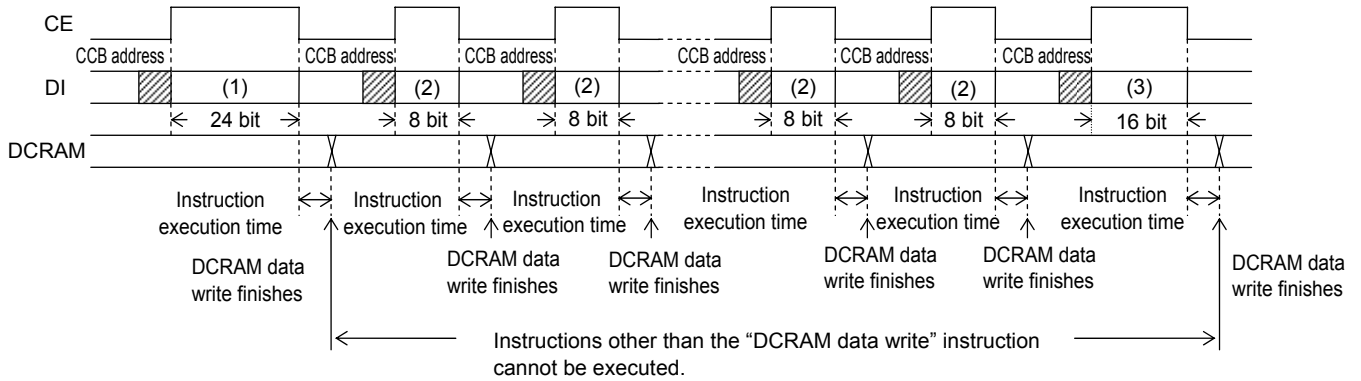 CE
CCB address CCB address CCB address CCB address CCB address CCB address
DI (1) (2) (2) (2) (2) (3)
24 bit 8 bit 8 bit 8 bit 8 bit 16 bit
DCRAM
Instruction execution time
Instruction execution time
Instruction execution time
Instruction execution time
Instruction execution time
Instruction execution time
DCRAM data write finishes
DCRAM data write finishes
DCRAM data write finishes
DCRAM data write finishes
DCRAM data write finishes
DCRAM data write finishes
Instructions other than the “DCRAM data write” instruction
cannot be executed.